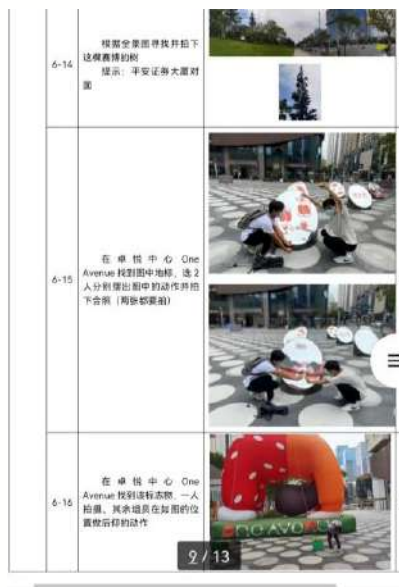 6-14
根据全景图寻找并拍下
这棵赛博的树
提示：平安证券大厦对
面
6-15
在卓悦中心 One
Avenue 找到图中地标，选2
人分别摆出图中的动作并拍
下合照（两张都要拍）
6-16
在卓悦中心 One
Avenue 找到该标志物，一人
拍摄，其余组员在如图的位
置做后仰的动作
ONE AVENUE
9/13